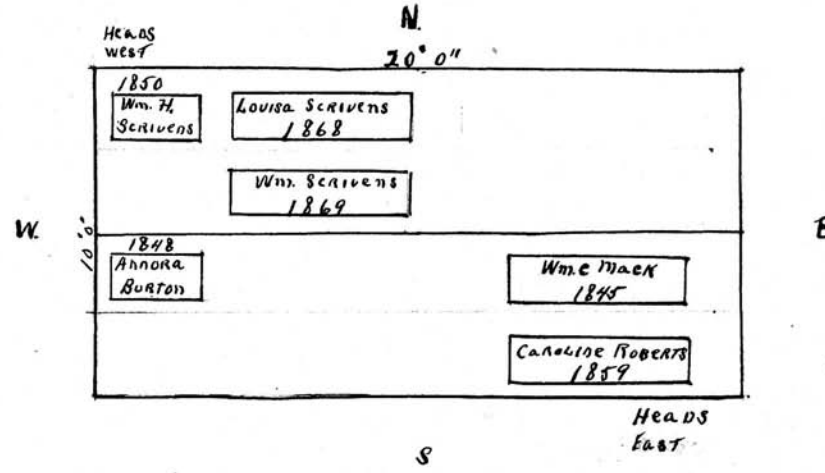 N.
Heads
West
20' 0"
1850
Wm. H.
Scrivens
Louisa Scrivens
1868
Wm. Scrivens
1869
W.
10' 0"
E
1848
Annora
Burton
Wm C Mack
1845
Caroline Roberts
1859
Heads
East
S